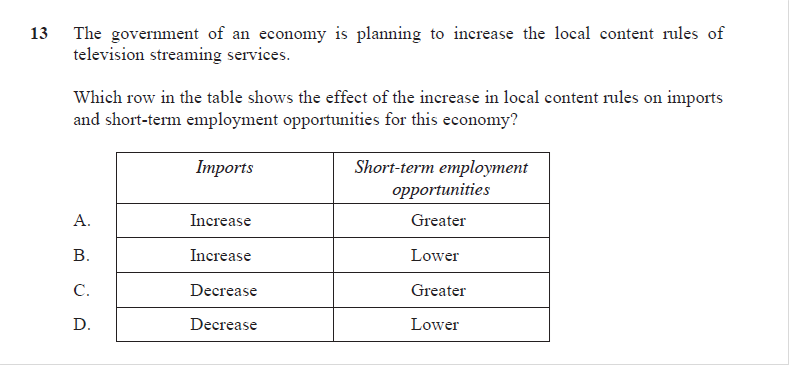 13 The government of an economy is planning to increase the local content rules of
television streaming services.
Which row in the table shows the effect of the increase in local content rules on imports
and short-term employment opportunities for this economy?
Imports Short-term employment
opportunities
A. Increase Greater
B. Increase Lower
C. Decrease Greater
D. Decrease Lower